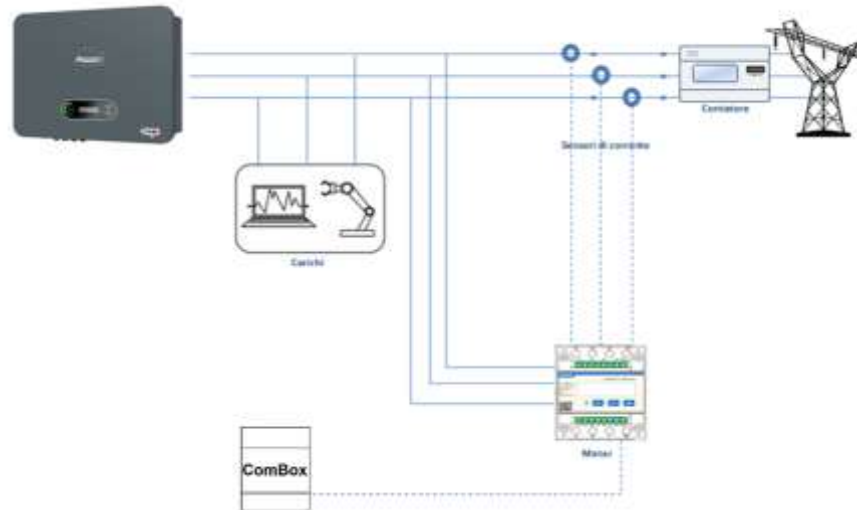 Contatore
Sensori di corrente
Carichi
Meter
ComBox